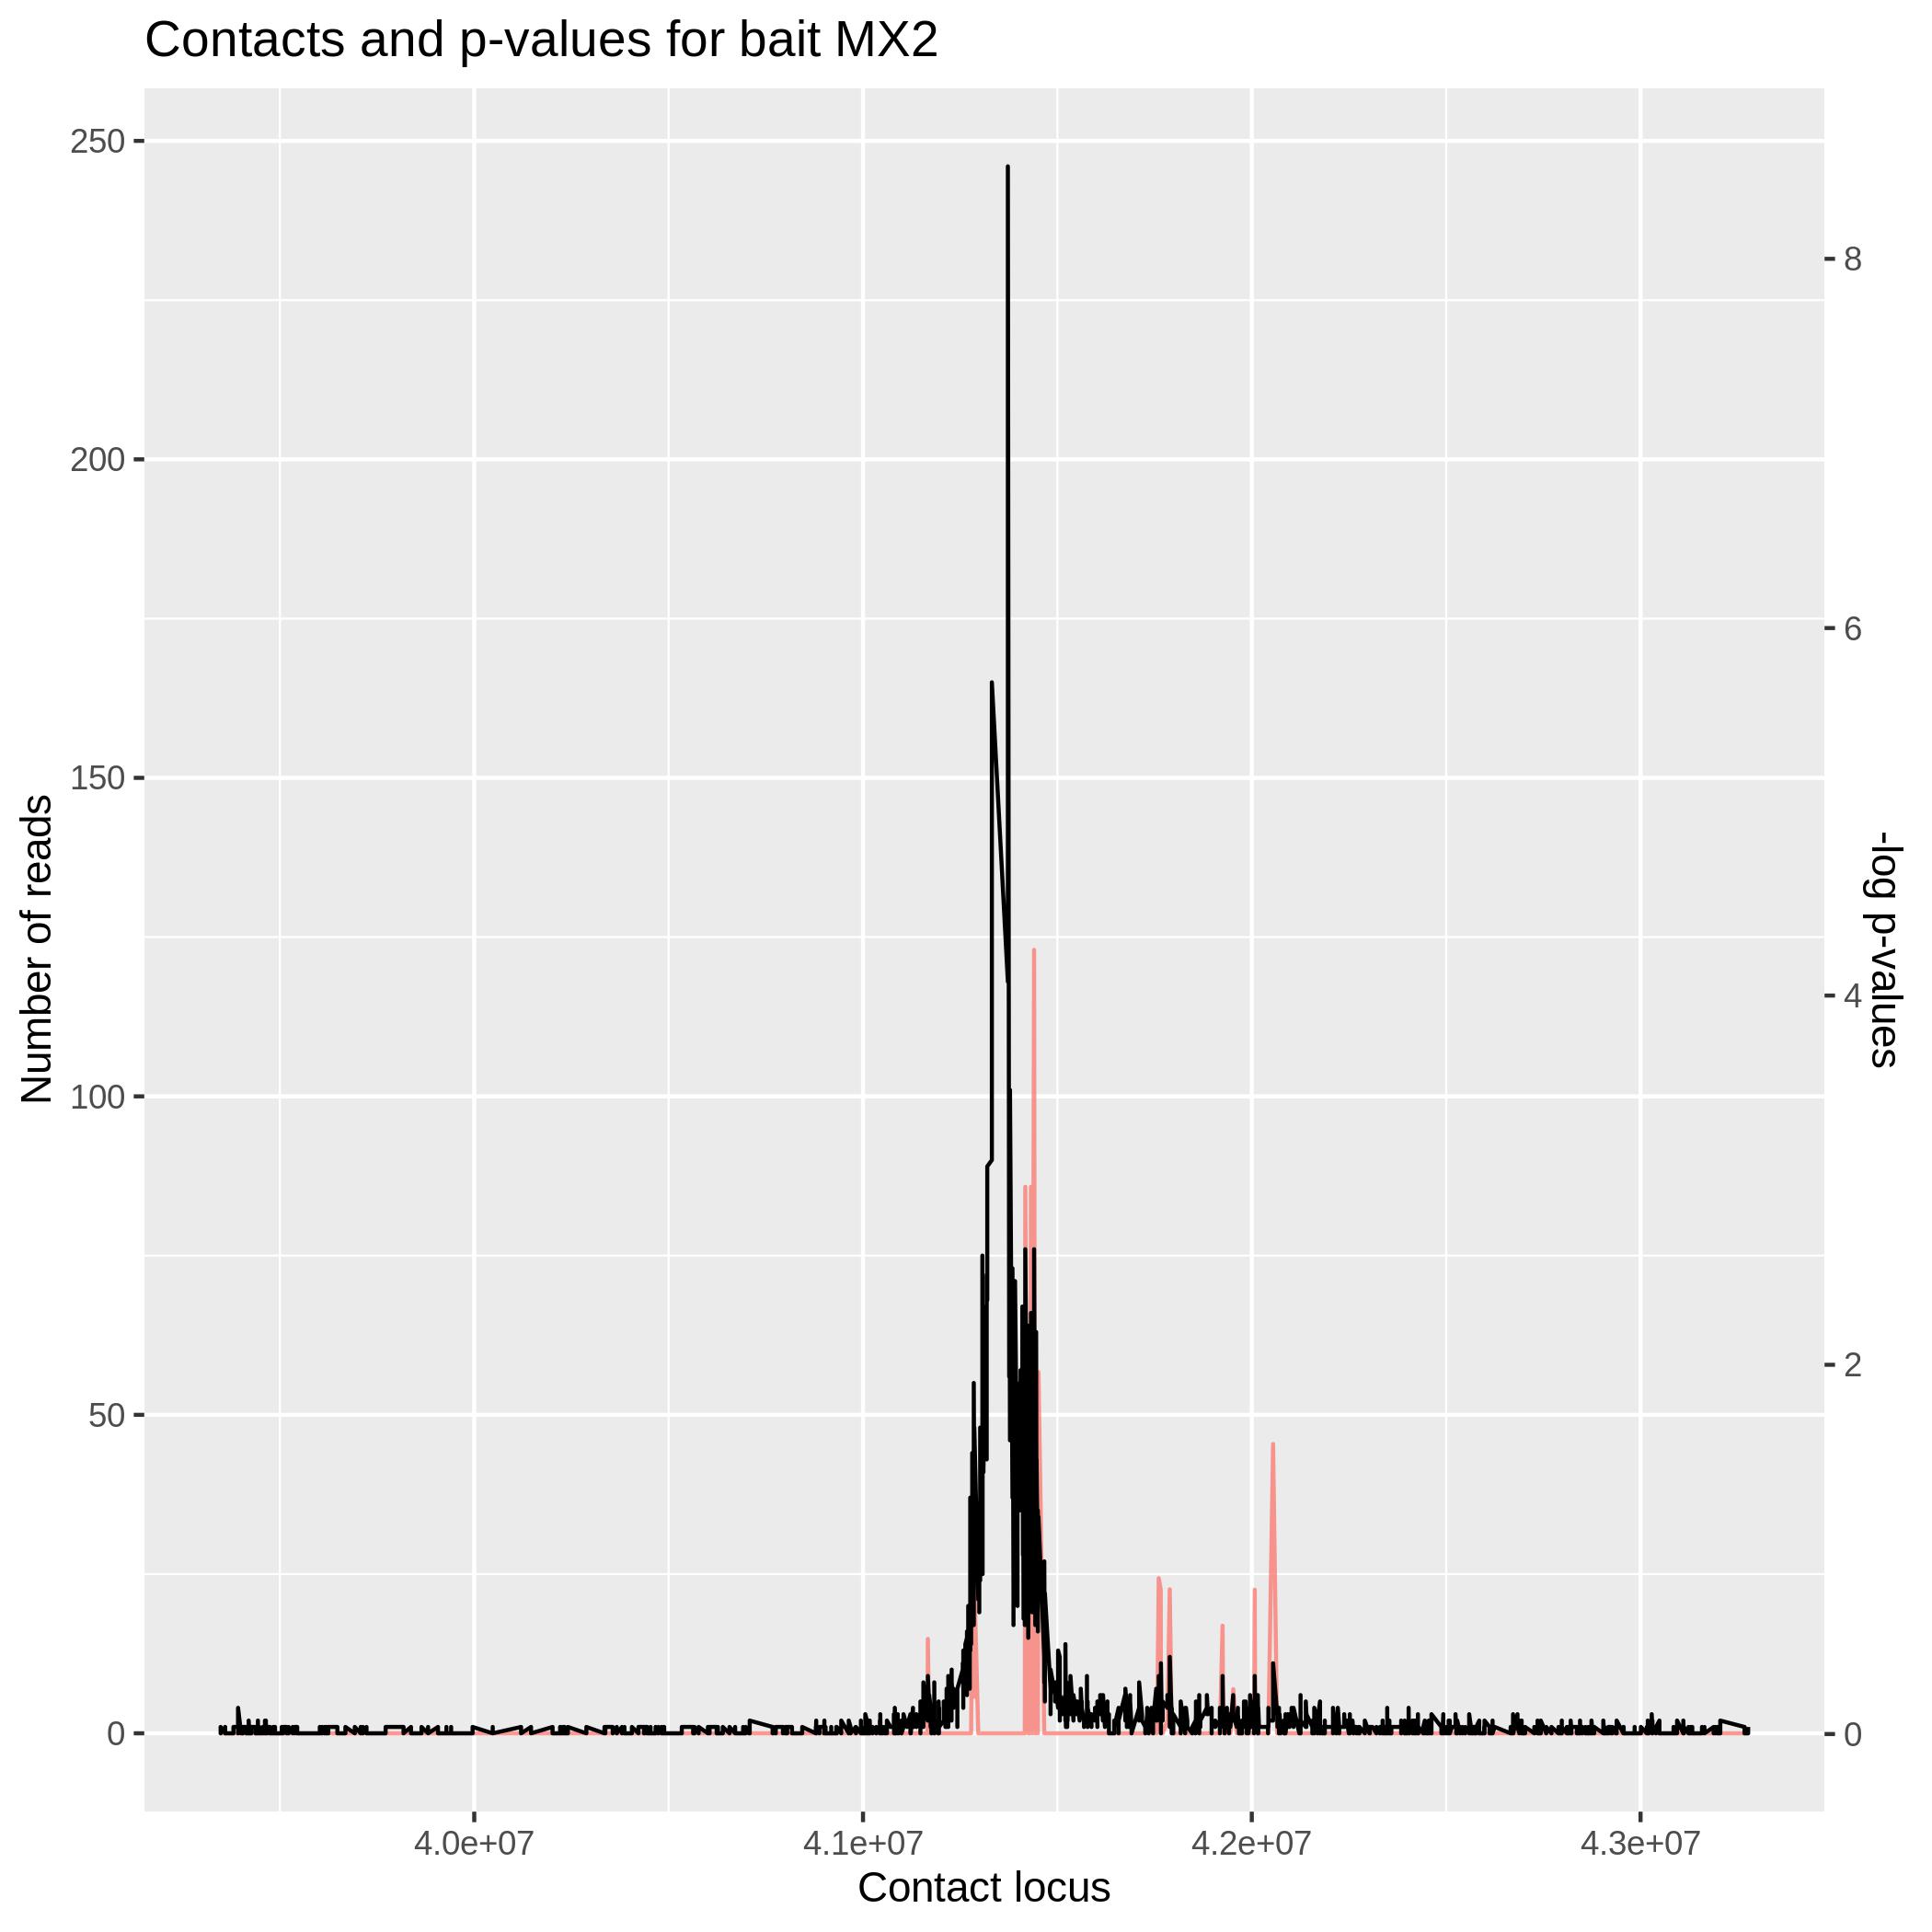 Contacts and p-values for bait MX2
250
200
150
100
50
0
Number of reads
8
6
4
2
0
-log p-values
4.0e+07 4.1e+07 4.2e+07 4.3e+07
Contact locus